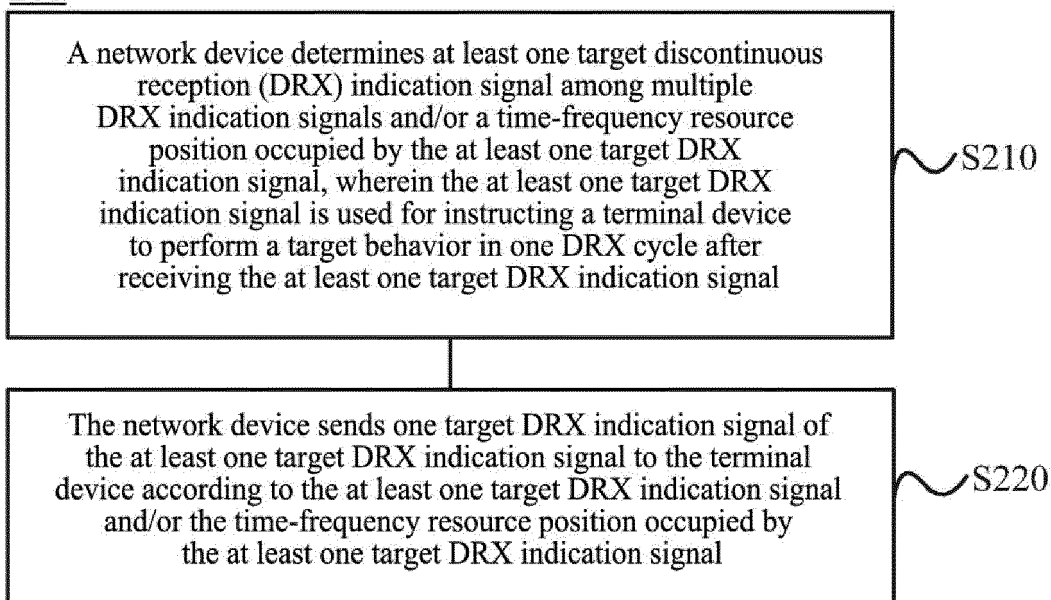 A network device determines at least one target discontinuous
reception (DRX) indication signal among multiple
DRX indication signals and/or a time-frequency resource
position occupied by the at least one target DRX
indication signal, wherein the at least one target DRX
indication signal is used for instructing a terminal device
to perform a target behavior in one DRX cycle after
receiving the at least one target DRX indication signal
S210
The network device sends one target DRX indication signal of
the at least one target DRX indication signal to the terminal
device according to the at least one target DRX indication signal
and/or the time-frequency resource position occupied by
the at least one target DRX indication signal
S220